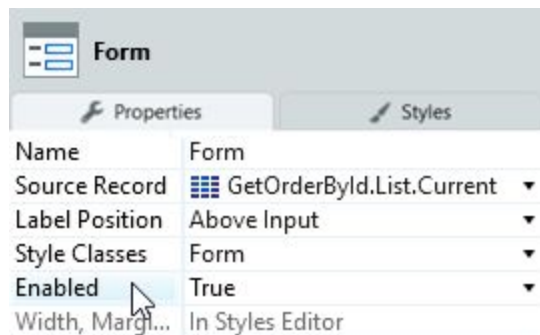 Form
Properties Styles
Name Form
Source Record GetOrderById.List.Current
Label Position Above Input
Style Classes Form
Enabled True
Width, Margi... In Styles Editor